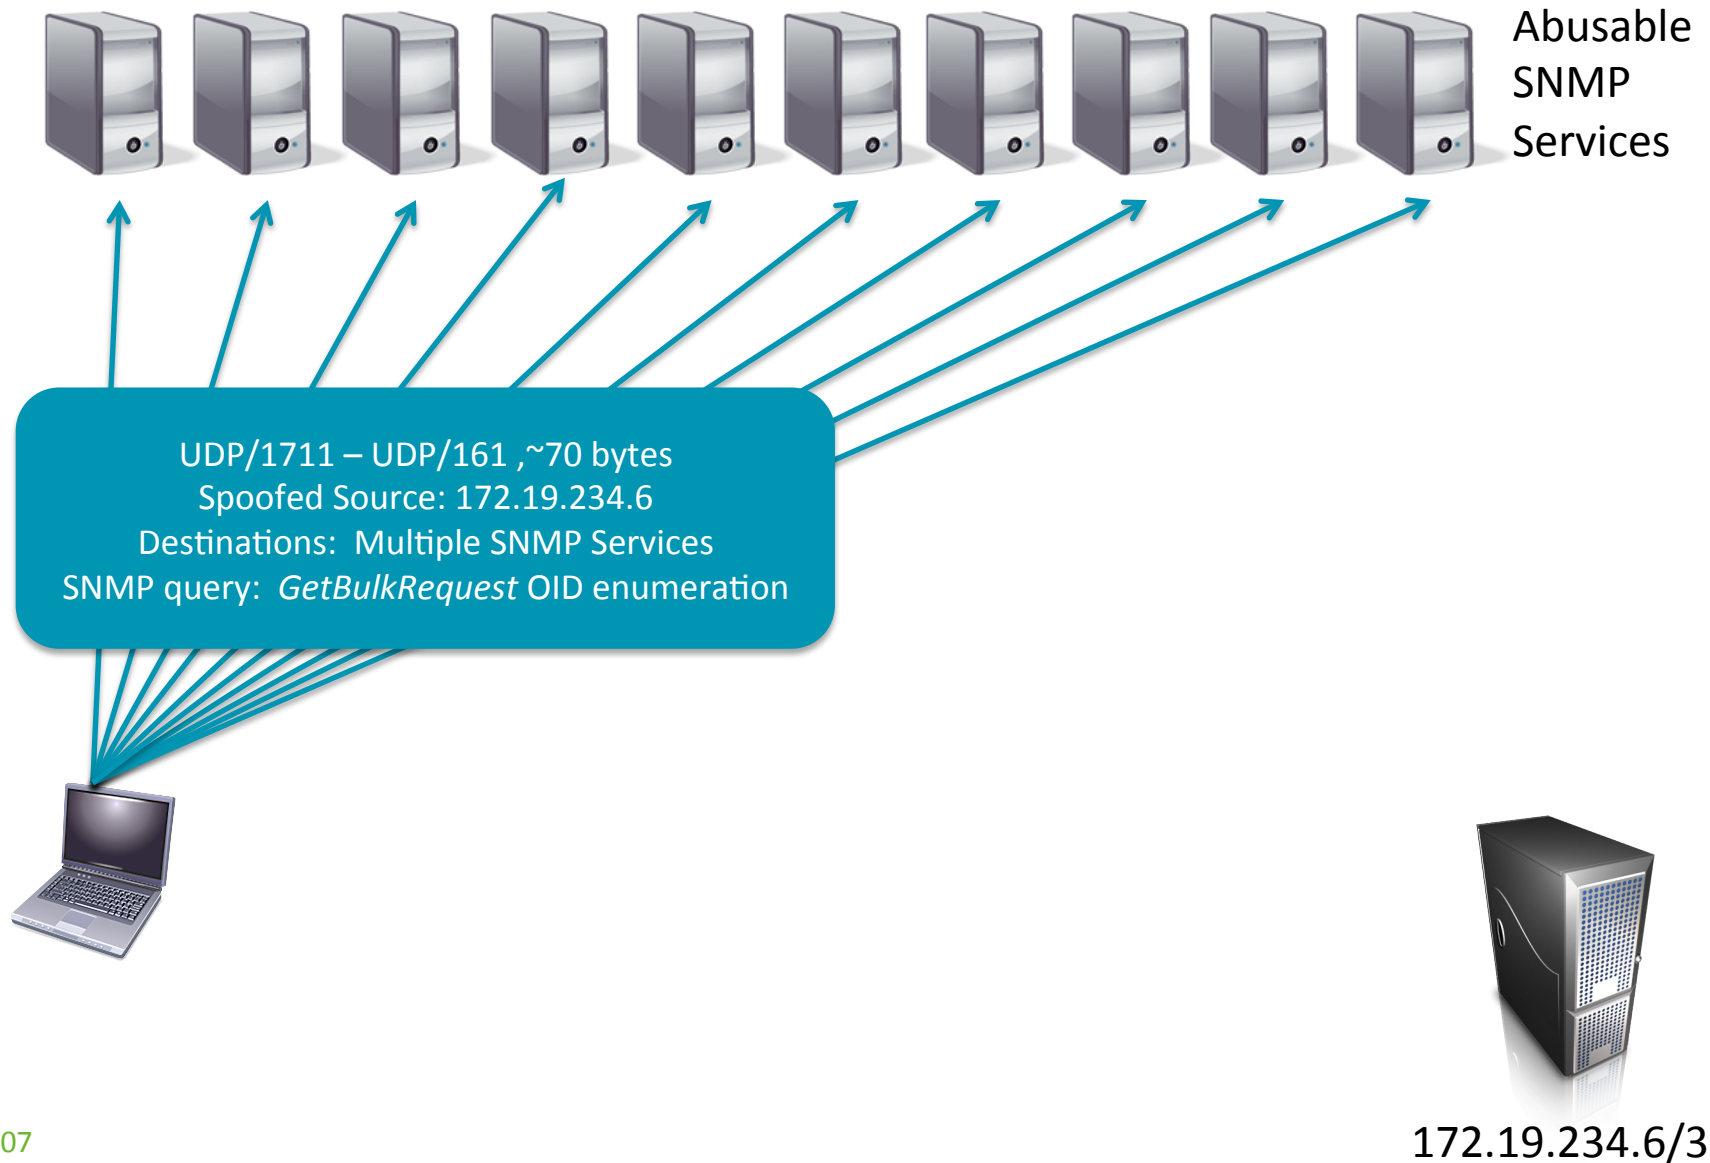 Abusable
SNMP
Services
UDP/1711 – UDP/161 ,~70 bytes
Spoofed Source: 172.19.234.6
Destinations: Multiple SNMP Services
SNMP query: GetBulkRequest OID enumeration
07
172.19.234.6/3